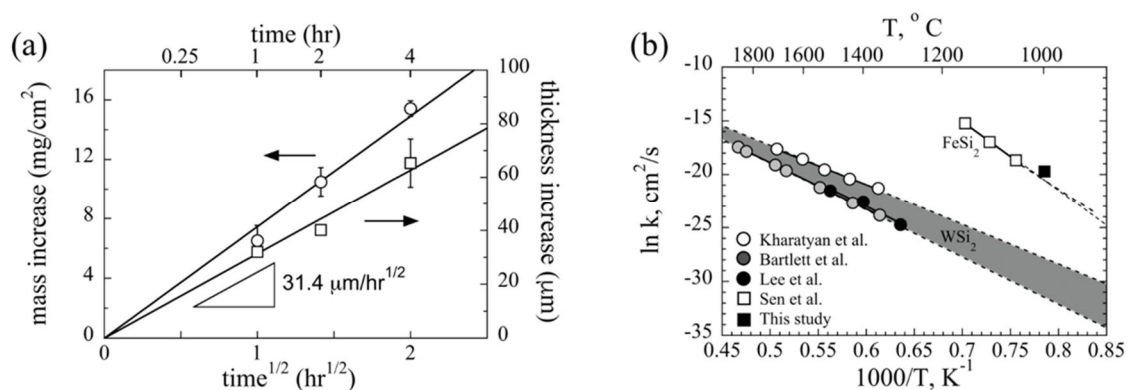 (a)
time (hr)
0.25 1 2 4
mass increase (mg/cm²)
16
12
8
4
0
100
80
60
40
20
0
thickness increase (µm)
31.4 µm/hr^1/2
0 1 2
time^1/2 (hr^1/2)
(b)
T, ° C
1800 1600 1400 1200 1000
ln k, cm²/s
-10
-15
-20
-25
-30
-35
FeSi₂
WSi₂
Kharatyan et al.
Bartlett et al.
Lee et al.
Sen et al.
This study
0.45 0.5 0.55 0.6 0.65 0.7 0.75 0.8 0.85
1000/T, K⁻¹